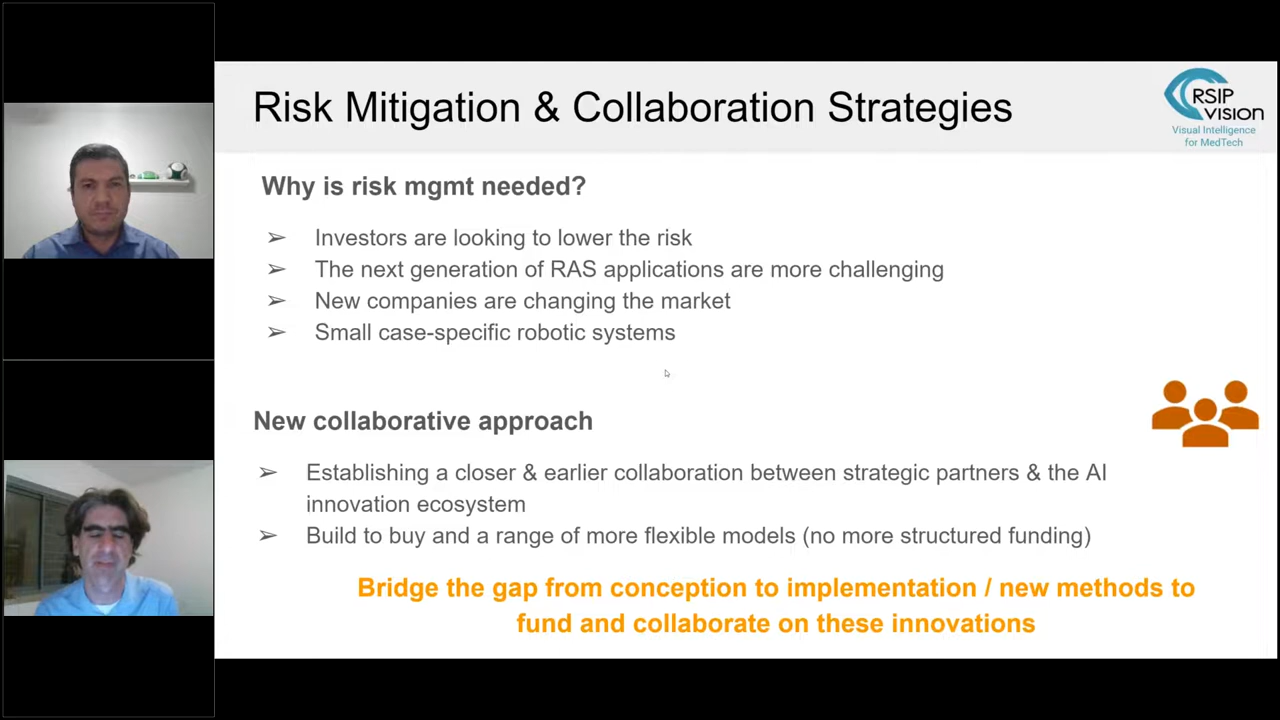 Risk Mitigation & Collaboration Strategies
RSIP
VISION
Visual Intelligence
for MedTech
Why is risk mgmt needed?
➢ Investors are looking to lower the risk
➢ The next generation of RAS applications are more challenging
➢ New companies are changing the market
➢ Small case-specific robotic systems
New collaborative approach
➢ Establishing a closer & earlier collaboration between strategic partners & the AI
innovation ecosystem
➢ Build to buy and a range of more flexible models (no more structured funding)
Bridge the gap from conception to implementation / new methods to
fund and collaborate on these innovations